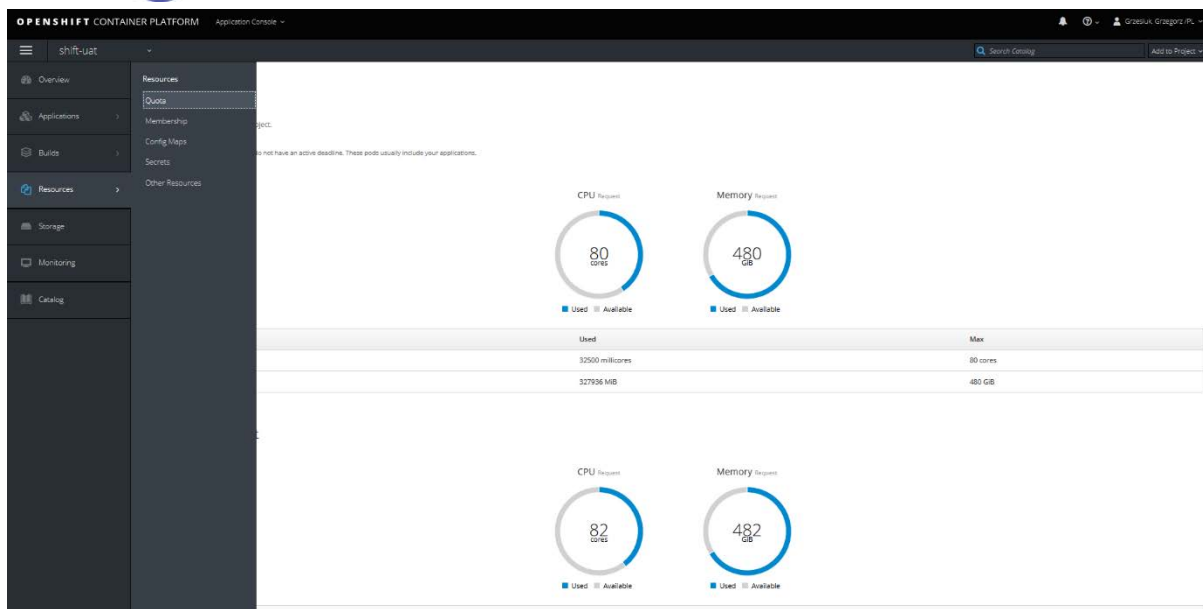 OPENSHIFT CONTAINER PLATFORM Application Console Grzesiuk Grzegorz /PL
shift-uat Search Catalog Add to Project
Overview
Applications
Builds
Resources
Storage
Monitoring
Catalog
Resources
Quota
Membership
Config Maps
Secrets
Other Resources
oject.
do not have an active deadline. These pods usually include your applications.
CPU Request Memory Request
80 480
cores GiB
Used Available Used Available
Used Max
32500 millicores 80 cores
327936 MiB 480 GiB
CPU Request Memory Request
82 482
cores GiB
Used Available Used Available